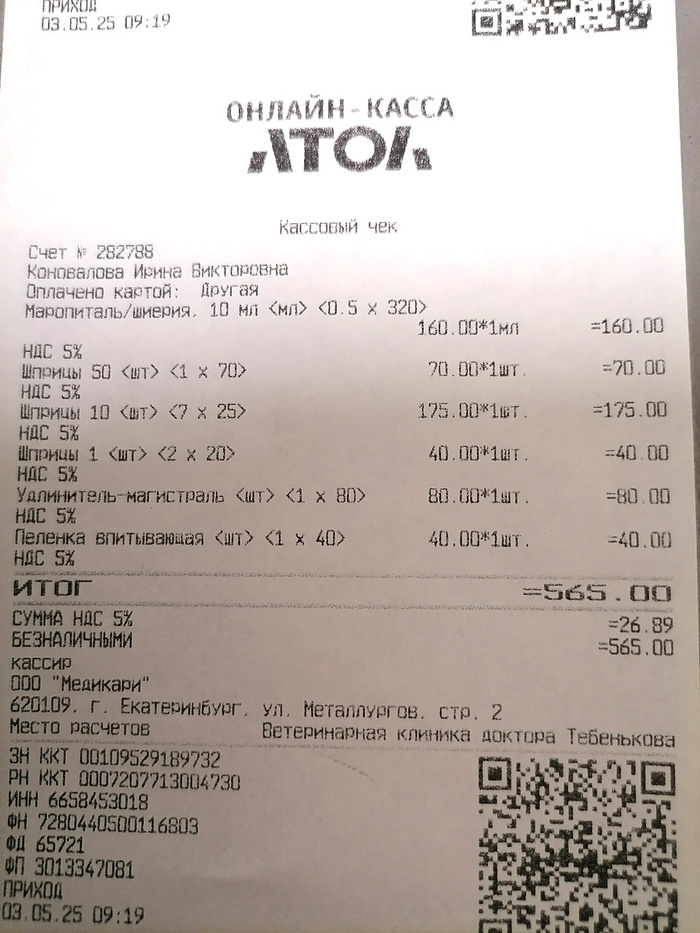 ПРИХОД
03.05.25 09:19
ОНЛАЙН-КАССА
АТОЛ
Кассовый чек
Счет № 282788
Коновалова Ирина Викторовна
Оплачено картой: Другая
Маропиталь/шиерия, 10 мл <мл> <0.5 x 320>
160.00*1мл =160.00
НДС 5%
Шприцы 50 <шт> <1 x 70> 70.00*1шт. =70.00
НДС 5%
Шприцы 10 <шт> <7 x 25> 175.00*1шт. =175.00
НДС 5%
Шприцы 1 <шт> <2 x 20> 40.00*1шт. =40.00
НДС 5%
Удлинитель-магистраль <шт> <1 x 80> 80.00*1шт. =80.00
НДС 5%
Пеленка впитывающая <шт> <1 x 40> 40.00*1шт. =40.00
НДС 5%
ИТОГ =565.00
СУММА НДС 5% =26.89
БЕЗНАЛИЧНЫМИ =565.00
кассир
ООО "Медикари"
620109, г. Екатеринбург, ул. Металлургов, стр. 2
Место расчетов Ветеринарная клиника доктора Тебенькова
ЗН ККТ 00109529189732
РН ККТ 0007207713004730
ИНН 6658453018
ФН 7280440500116803
ФД 65721
ФП 3013347081
ПРИХОД
03.05.25 09:19